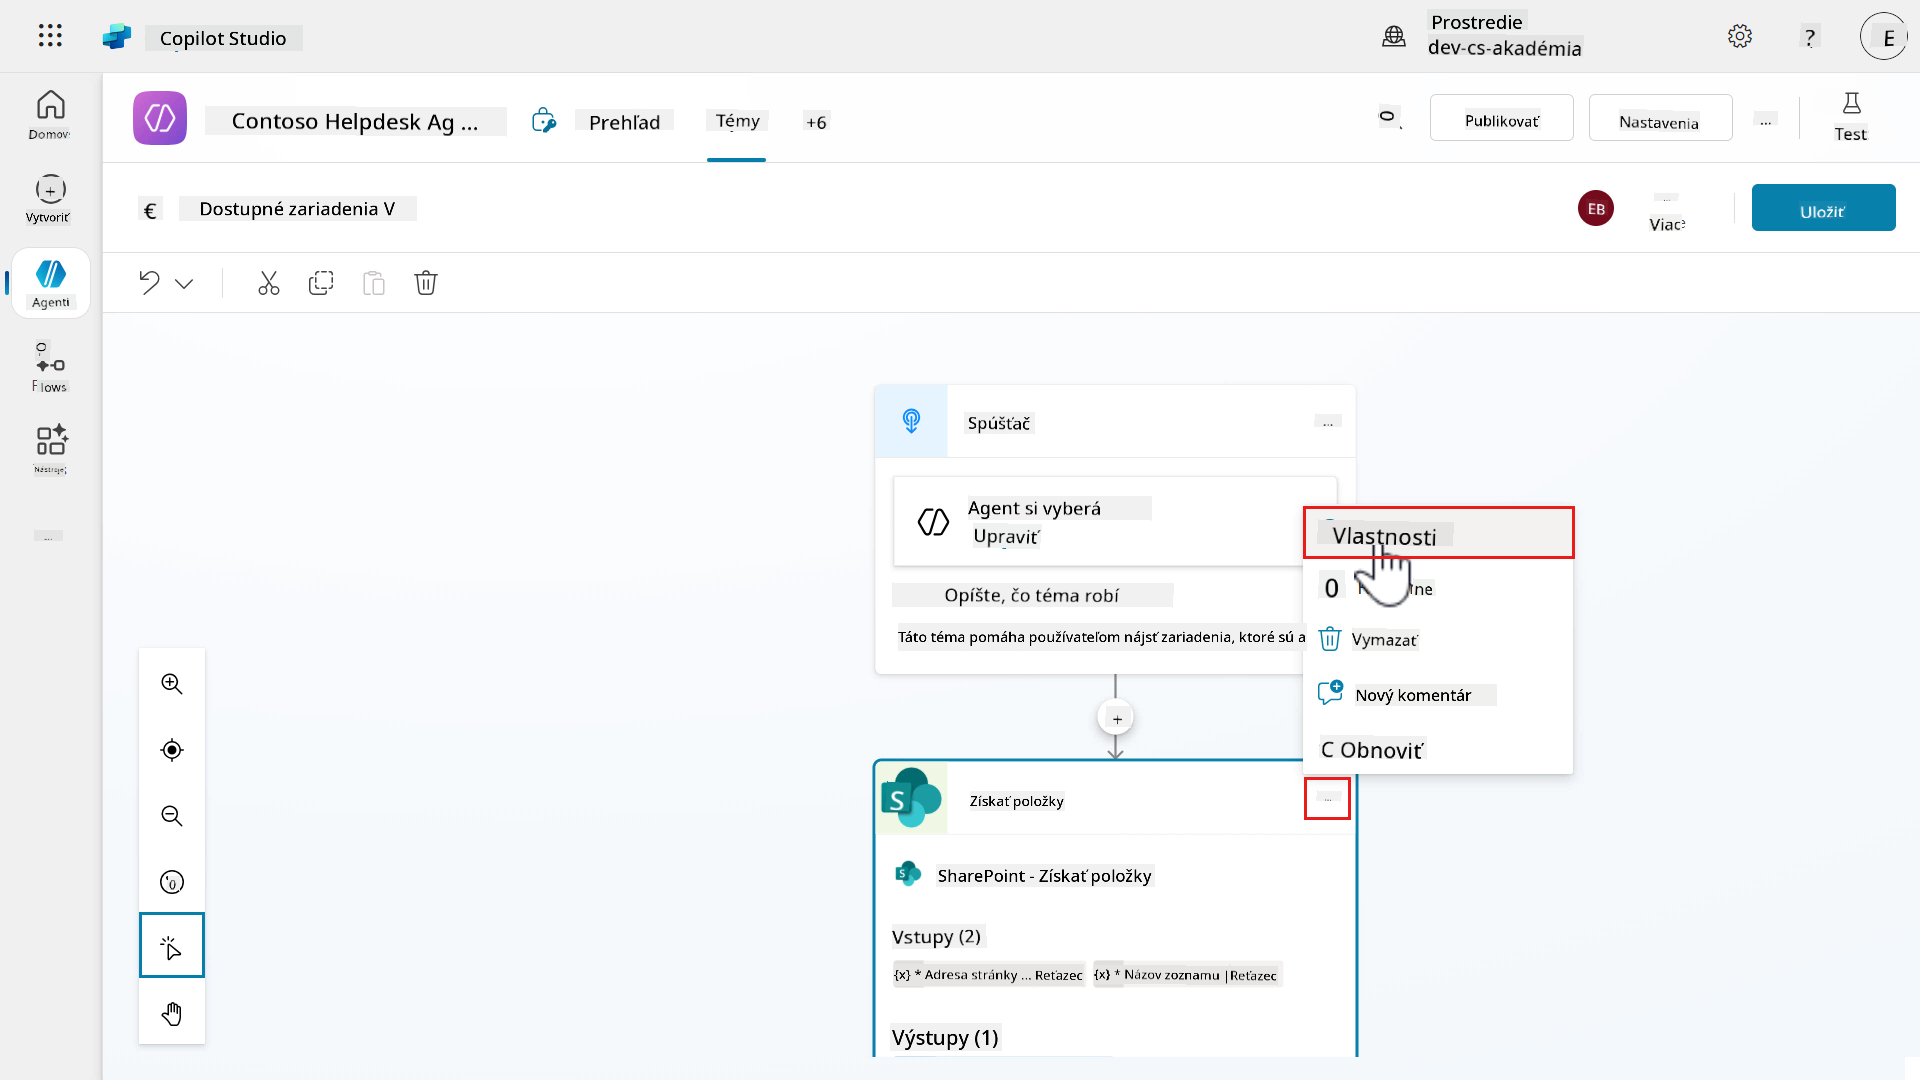 Copilot Studio
Prostredie
dev-cs-akadémia
?
E
Domov
Vytvoriť
Agenti
Flows
Nástroje
...
Contoso Helpdesk Ag ...
Prehľad
Témy
+6
Publikovať
Nastavenia
...
Test
€ Dostupné zariadenia V
EB
...
Viac
Uložiť
Spúšťač
...
Agent si vyberá
Upraviť
Opíšte, čo téma robí
Táto téma pomáha používateľom nájsť zariadenia, ktoré sú a
+
Vlastnosti
0
Vymazať
Nový komentár
C Obnoviť
Získať položky
...
SharePoint - Získať položky
Vstupy (2)
{x} * Adresa stránky ... Reťazec
{x} * Názov zoznamu |Reťazec
Výstupy (1)